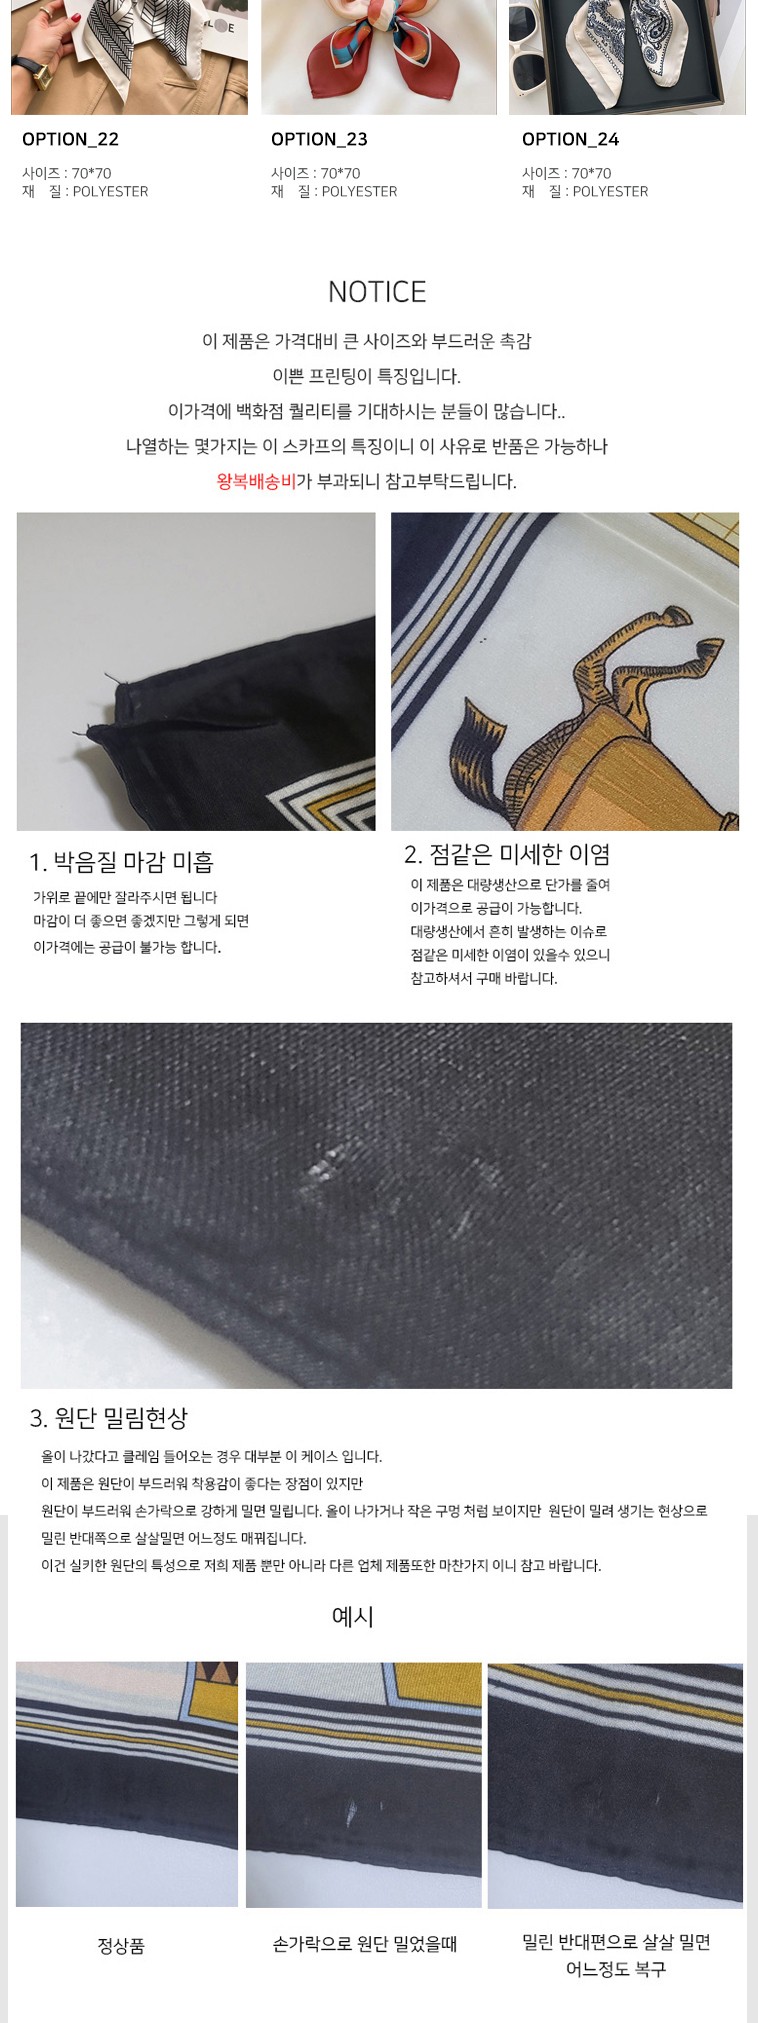 OPTION_22
OPTION_23
OPTION_24
사이즈 : 70*70
재 질 : POLYESTER
사이즈 : 70*70
재 질 : POLYESTER
사이즈 : 70*70
재 질 : POLYESTER
NOTICE
이 제품은 가격대비 큰 사이즈와 부드러운 촉감
이쁜 프린팅이 특징입니다.
이가격에 백화점 퀄리티를 기대하시는 분들이 많습니다..
나열하는 몇가지는 이 스카프의 특징이니 이 사유로 반품은 가능하나
왕복배송비가 부과되니 참고부탁드립니다.
1. 박음질 마감 미흡
가위로 끝에만 잘라주시면 됩니다
마감이 더 좋으면 좋겠지만 그렇게 되면
이가격에는 공급이 불가능 합니다.
2. 점같은 미세한 이염
이 제품은 대량생산으로 단가를 줄여
이가격으로 공급이 가능합니다.
대량생산에서 흔히 발생하는 이슈로
점같은 미세한 이염이 있을수 있으니
참고하셔서 구매 바랍니다.
3. 원단 밀림현상
올이 나갔다고 클레임 들어오는 경우 대부분 이 케이스 입니다.
이 제품은 원단이 부드러워 착용감이 좋다는 장점이 있지만
원단이 부드러워 손가락으로 강하게 밀면 밀립니다. 올이 나가거나 작은 구멍 처럼 보이지만 원단이 밀려 생기는 현상으로
밀린 반대쪽으로 살살밀면 어느정도 매꿔집니다.
이건 실키한 원단의 특성으로 저희 제품 뿐만 아니라 다른 업체 제품또한 마찬가지 이니 참고 바랍니다.
예시
정상품
손가락으로 원단 밀었을때
밀린 반대편으로 살살 밀면
어느정도 복구